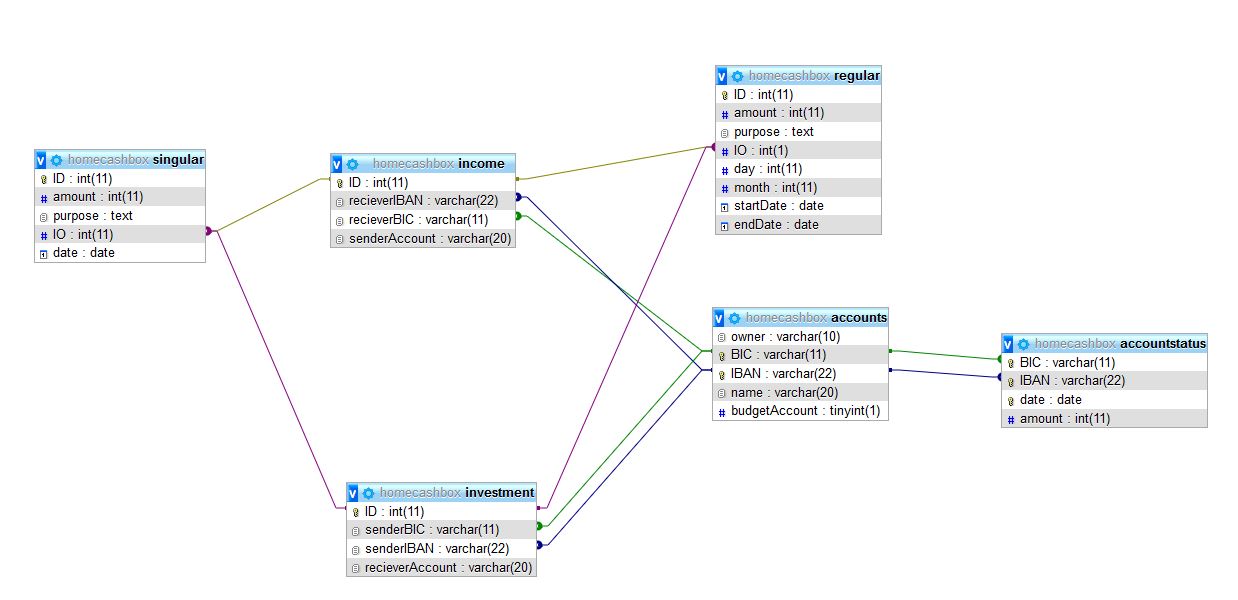 v homecashbox singular
ID : int(11)
# amount : int(11)
purpose : text
# IO : int(11)
date : date
v homecashbox income
ID : int(11)
recieverIBAN : varchar(22)
recieverBIC : varchar(11)
senderAccount : varchar(20)
v homecashbox regular
ID : int(11)
# amount : int(11)
purpose : text
# IO : int(1)
# day : int(11)
# month : int(11)
startDate : date
endDate : date
v homecashbox accounts
owner : varchar(10)
BIC : varchar(11)
IBAN : varchar(22)
name : varchar(20)
# budgetAccount : tinyint(1)
v homecashbox accountstatus
BIC : varchar(11)
IBAN : varchar(22)
date : date
# amount : int(11)
v homecashbox investment
ID : int(11)
senderBIC : varchar(11)
senderIBAN : varchar(22)
recieverAccount : varchar(20)